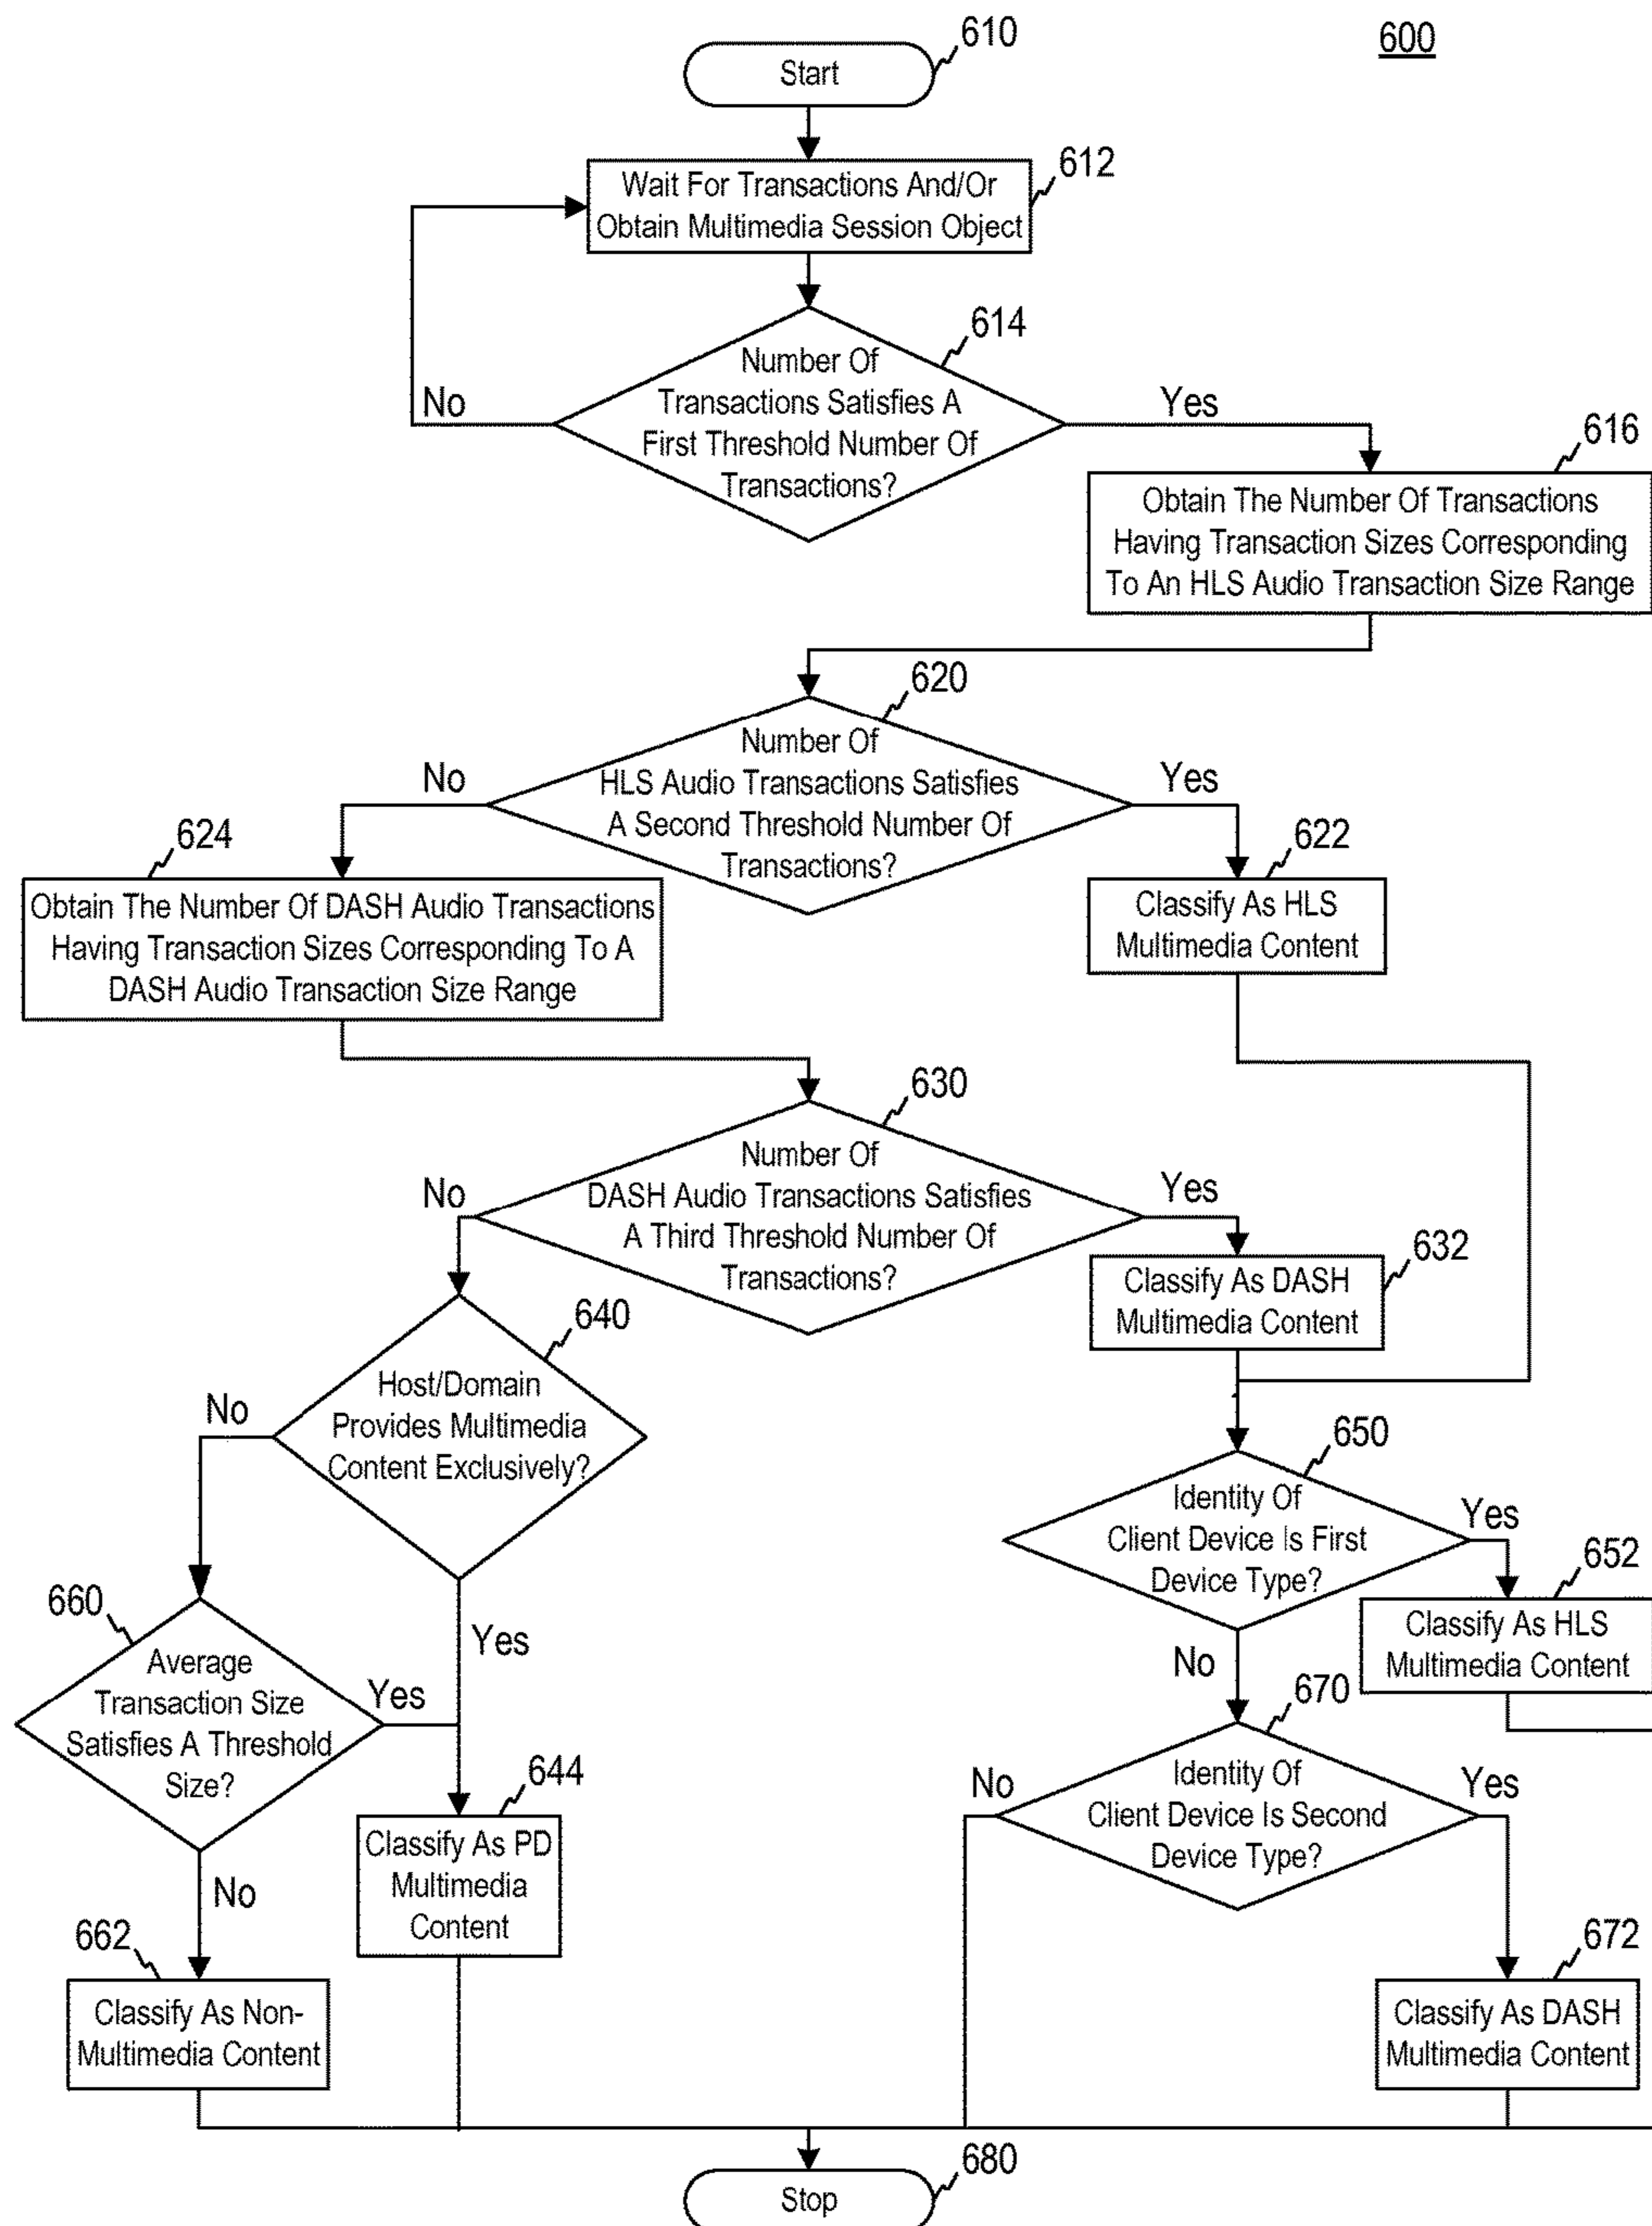 600
610
Start
612
Wait For Transactions And/Or
Obtain Multimedia Session Object
614
Number Of
Transactions Satisfies A
First Threshold Number Of
Transactions?
No
Yes
616
Obtain The Number Of Transactions
Having Transaction Sizes Corresponding
To An HLS Audio Transaction Size Range
620
Number Of
HLS Audio Transactions Satisfies
A Second Threshold Number Of
Transactions?
No
Yes
624
Obtain The Number Of DASH Audio Transactions
Having Transaction Sizes Corresponding To A
DASH Audio Transaction Size Range
622
Classify As HLS
Multimedia Content
630
Number Of
DASH Audio Transactions Satisfies
A Third Threshold Number Of
Transactions?
No
Yes
632
Classify As DASH
Multimedia Content
640
Host/Domain
Provides Multimedia
Content Exclusively?
No
Yes
650
Identity Of
Client Device Is First
Device Type?
Yes
No
652
Classify As HLS
Multimedia Content
660
Average
Transaction Size
Satisfies A Threshold
Size?
Yes
No
644
Classify As PD
Multimedia
Content
670
Identity Of
Client Device Is Second
Device Type?
No
Yes
662
Classify As Non-
Multimedia Content
672
Classify As DASH
Multimedia Content
680
Stop